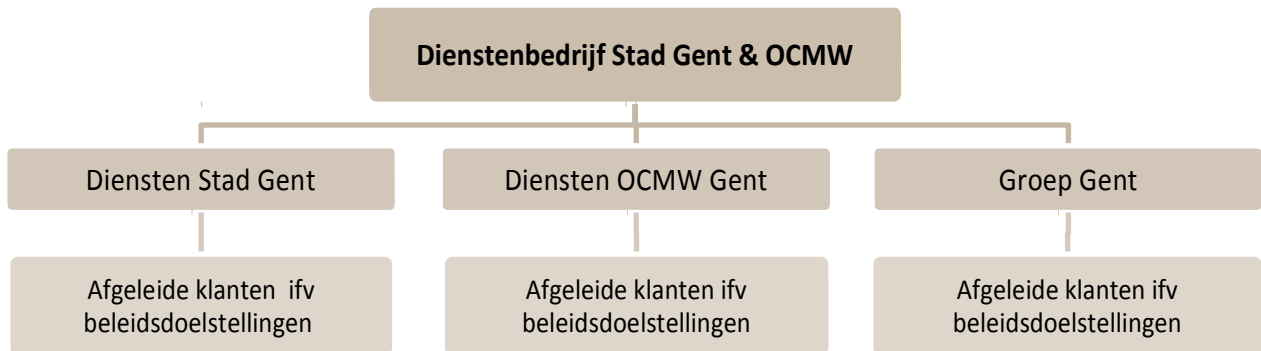 Dienstenbedrijf Stad Gent & OCMW
Diensten Stad Gent
Diensten OCMW Gent
Groep Gent
Afgeleide klanten ifv
beleidsdoelstellingen
Afgeleide klanten ifv
beleidsdoelstellingen
Afgeleide klanten ifv
beleidsdoelstellingen